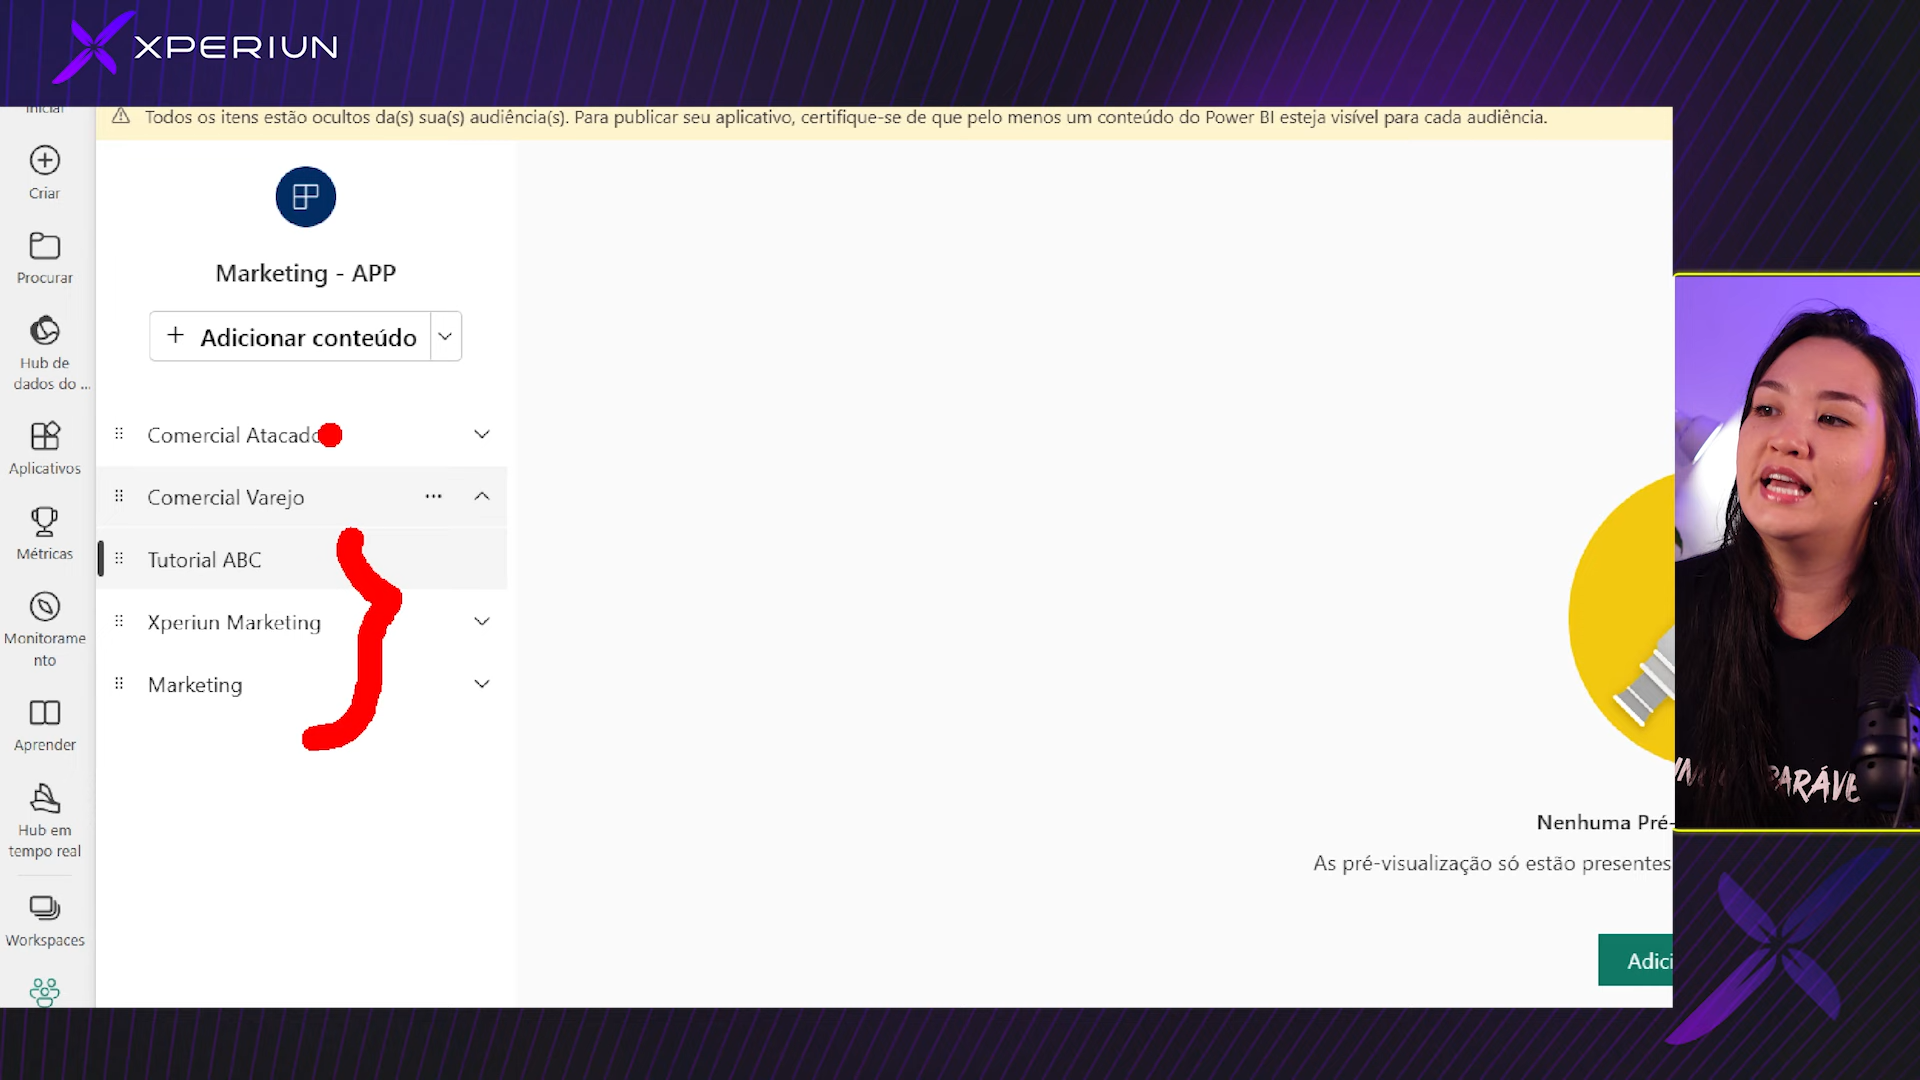 XPERIUN
Iniciar
Todos os itens estão ocultos da(s) sua(s) audiência(s). Para publicar seu aplicativo, certifique-se de que pelo menos um conteúdo do Power BI esteja visível para cada audiência.
Criar
Procurar
Hub de
dados do ...
Aplicativos
Métricas
Monitorame
nto
Aprender
Hub em
tempo real
Workspaces
Marketing - APP
+ Adicionar conteúdo
Comercial Atacado
Comercial Varejo
...
Tutorial ABC
Xperiun Marketing
Marketing
Nenhuma Pré-
As pré-visualização só estão presentes
Adici